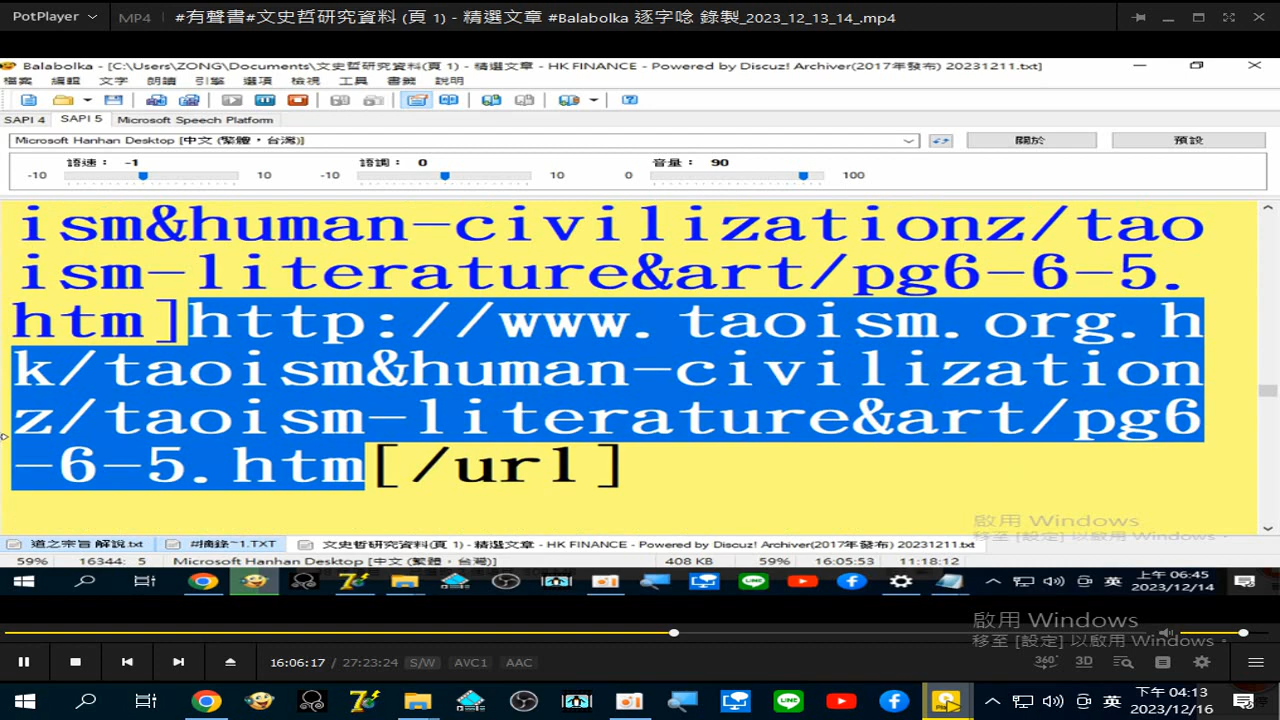 PotPlayer MP4 #有聲書#文史哲研究資料 (頁 1) - 精選文章 #Balabolka 逐字唸 錄製_2023_12_13_14_.mp4
Balabolka - [C:\Users\ZONG\Documents\文史哲研究資料(頁 1) - 精選文章 - HK FINANCE - Powered by Discuz! Archiver(2017年發布) 20231211.txt]
檔案 編輯 文字 朗讀 引擎 選項 檢視 工具 書籤 說明
SAPI 4 SAPI 5 Microsoft Speech Platform
Microsoft Hanhan Desktop [中文 (繁體，台灣)] 關於 預設
語速： -1 語調： 0 音量： 90
-10 10 -10 10 0 100
ism&human-civilizationz/tao
ism-literature&art/pg6-6-5.
htm]http://www.taoism.org.h
k/taoism&human-civilization
z/taoism-literature&art/pg6
-6-5.htm[/url]
啟用 Windows
移至 [設定] 以啟用 Windows。
道之宗旨 解說.txt #摘錄~1.TXT 文史哲研究資料(頁 1) - 精選文章 - HK FINANCE - Powered by Discuz! Archiver(2017年發布) 20231211.txt
59% 16344: 5 Microsoft Hanhan Desktop [中文 (繁體，台灣)] 408 KB 59% 16:05:53 11:18:12
英 上午 06:45
2023/12/14
啟用 Windows
移至 [設定] 以啟用 Windows。
16:06:17 / 27:23:24 S/W AVC1 AAC 360° 3D
英 下午 04:13
2023/12/16